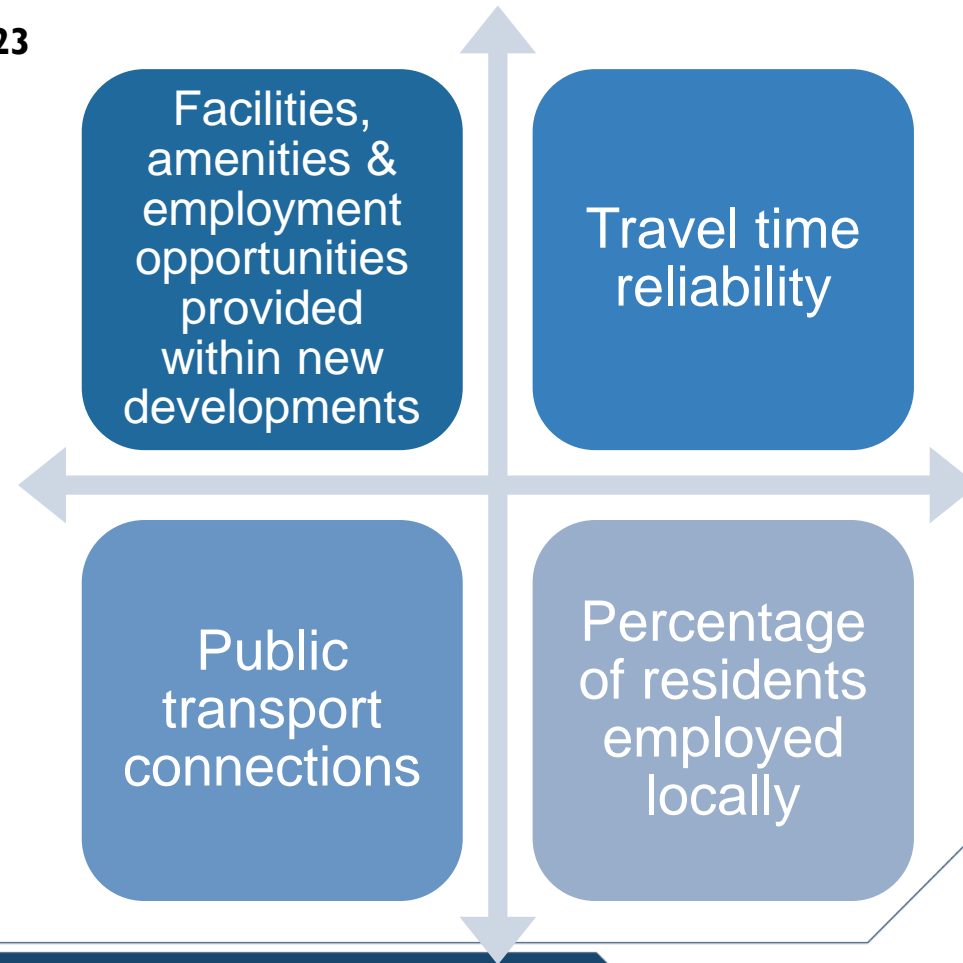 23
Facilities,
amenities &
employment
opportunities
provided
within new
developments
Travel time
reliability
Public
transport
connections
Percentage
of residents
employed
locally